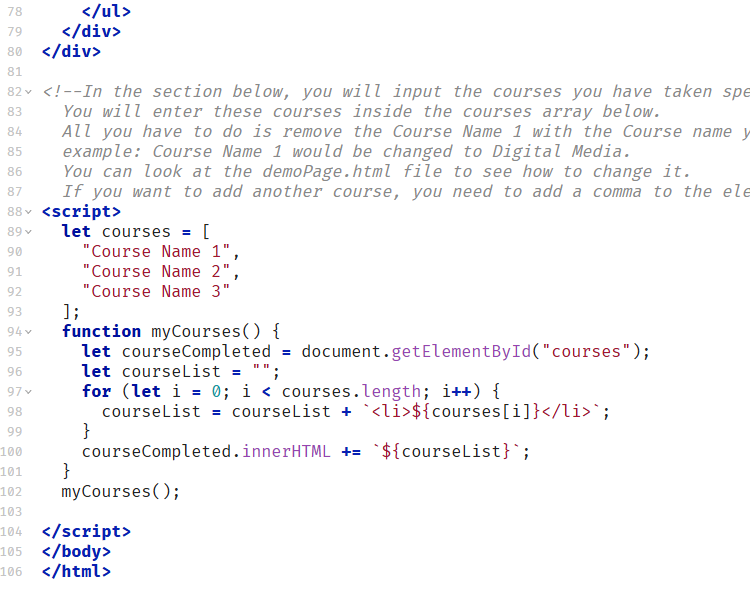 78 </ul>
79 </div>
80 </div>
81
82 <!--In the section below, you will input the courses you have taken spe
83 You will enter these courses inside the courses array below.
84 All you have to do is remove the Course Name 1 with the Course name y
85 example: Course Name 1 would be changed to Digital Media.
86 You can look at the demoPage.html file to see how to change it.
87 If you want to add another course, you need to add a comma to the ele
88 <script>
89 let courses = [
90 "Course Name 1",
91 "Course Name 2",
92 "Course Name 3"
93 ];
94 function myCourses() {
95 let courseCompleted = document.getElementById("courses");
96 let courseList = "";
97 for (let i = 0; i < courses.length; i++) {
98 courseList = courseList + `<li>${courses[i]}</li>`;
99 }
100 courseCompleted.innerHTML += `${courseList}`;
101 }
102 myCourses();
103
104 </script>
105 </body>
106 </html>